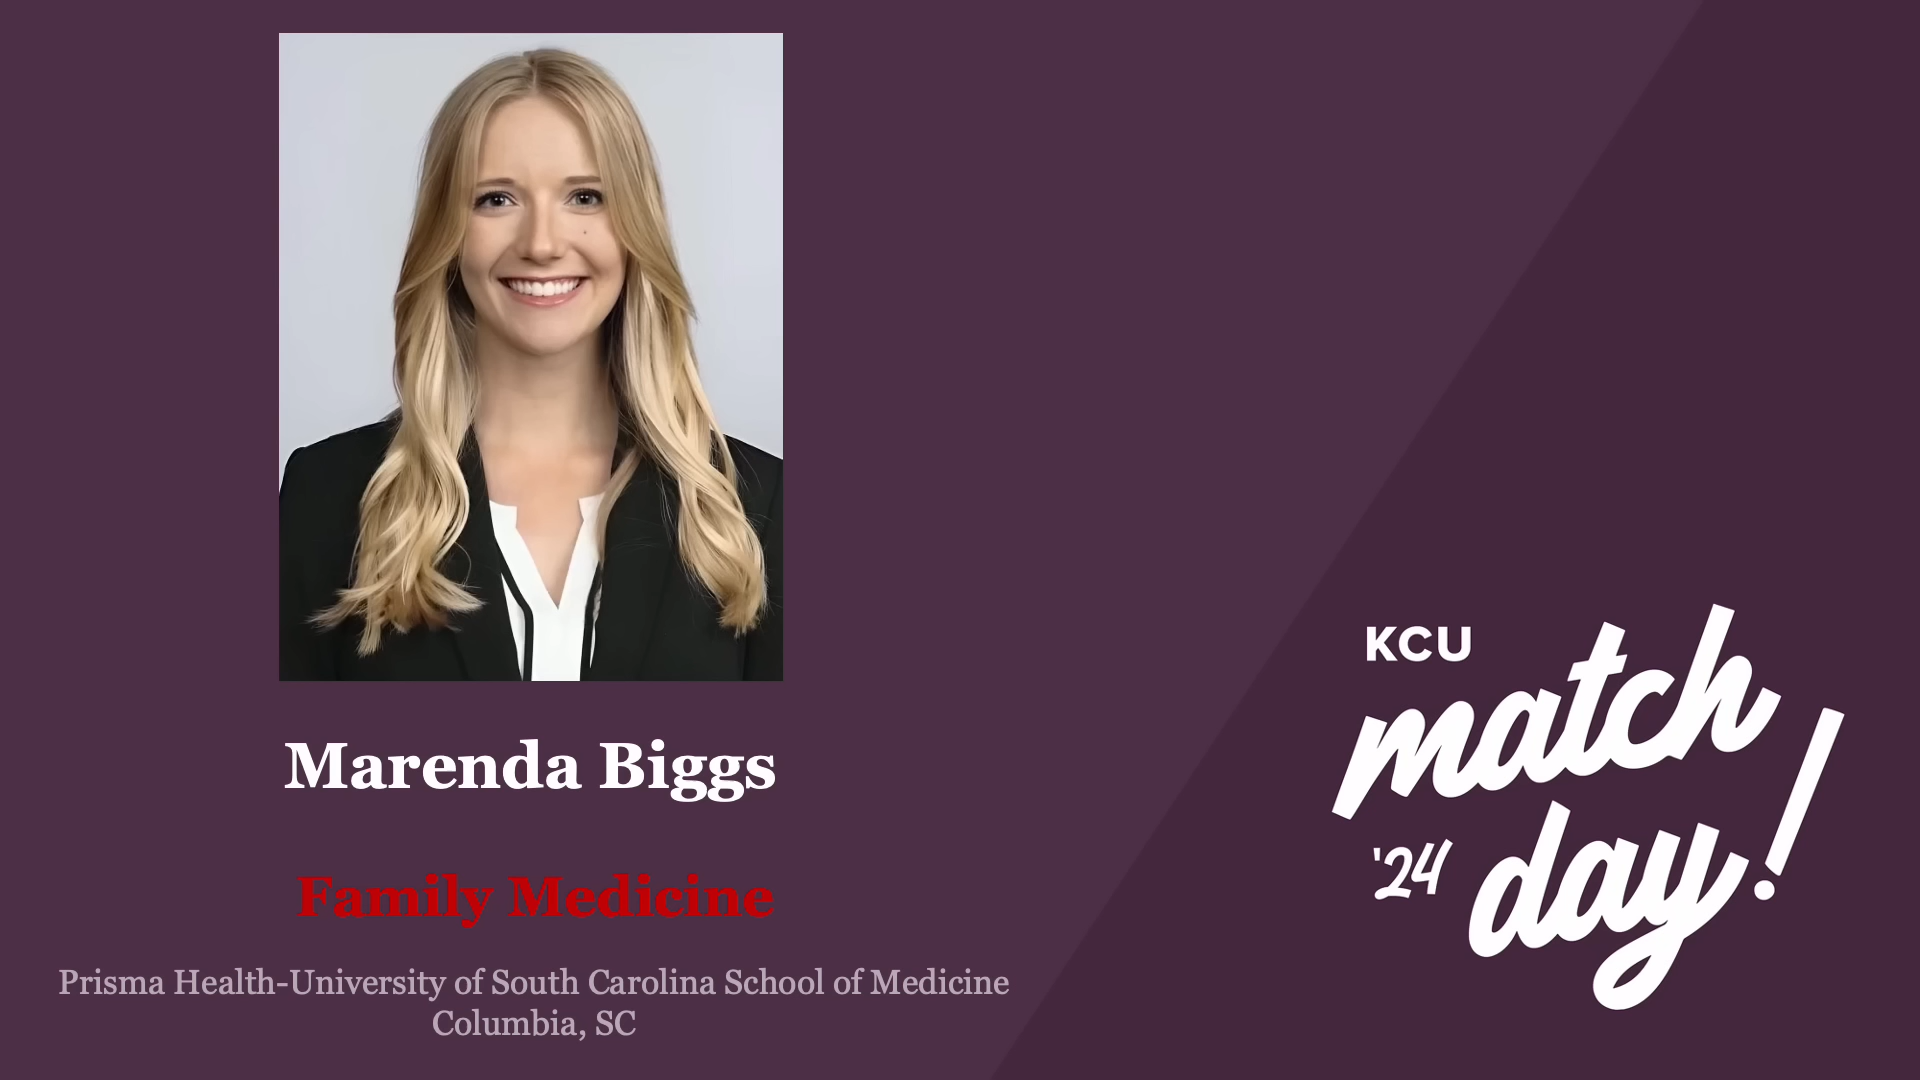 Marenda Biggs
Family Medicine
Prisma Health-University of South Carolina School of Medicine
Columbia, SC
KCU
match
'24 day!